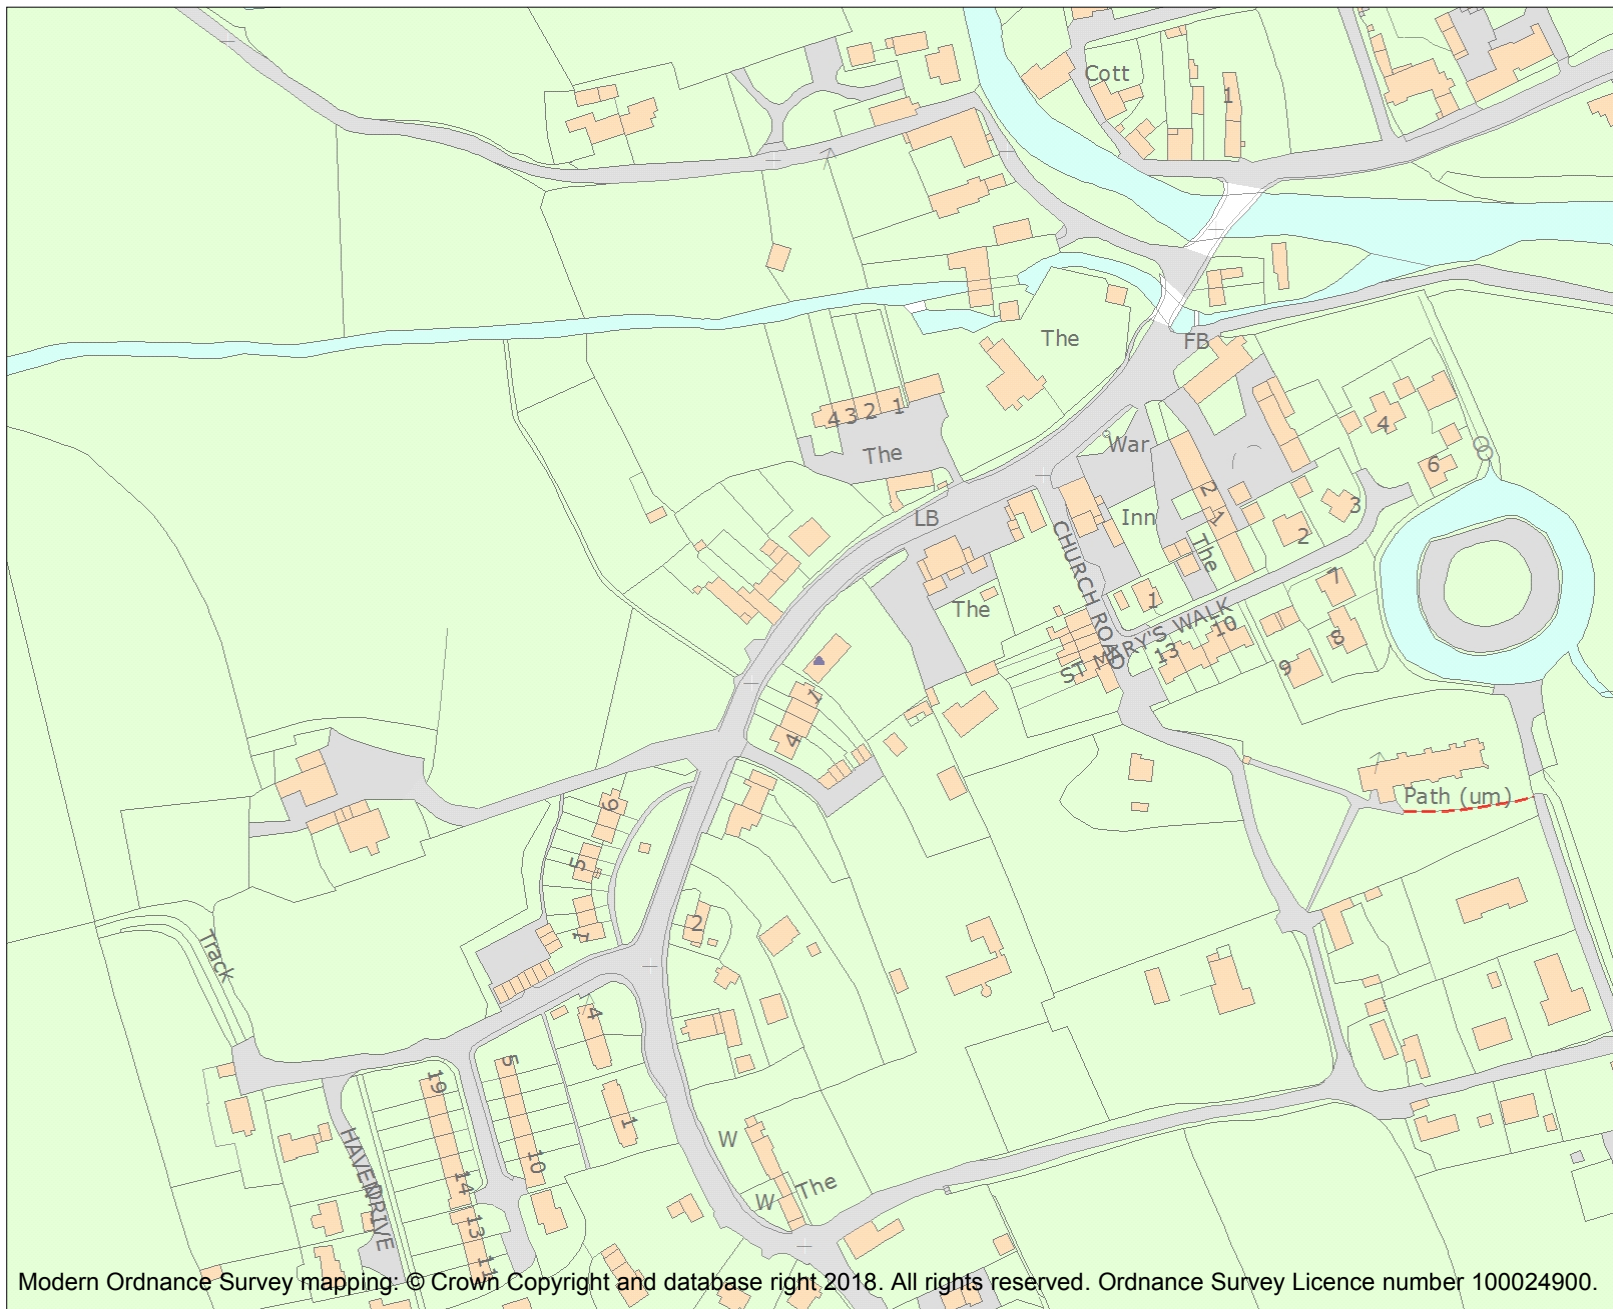 Cott
1
The
FB
4 3 2 1
The
War
4
6
2
1
3
2
LB
Inn
The
CHURCH ROAD
The
1
7
ST MARY'S WALK
10
13
8
9
1
4
Path (um)
6
5
1
2
Track
4
5
19
1
10
HAVEN DRIVE
14
13
11
W
W
The
Modern Ordnance Survey mapping: © Crown Copyright and database right 2018. All rights reserved. Ordnance Survey Licence number 100024900.